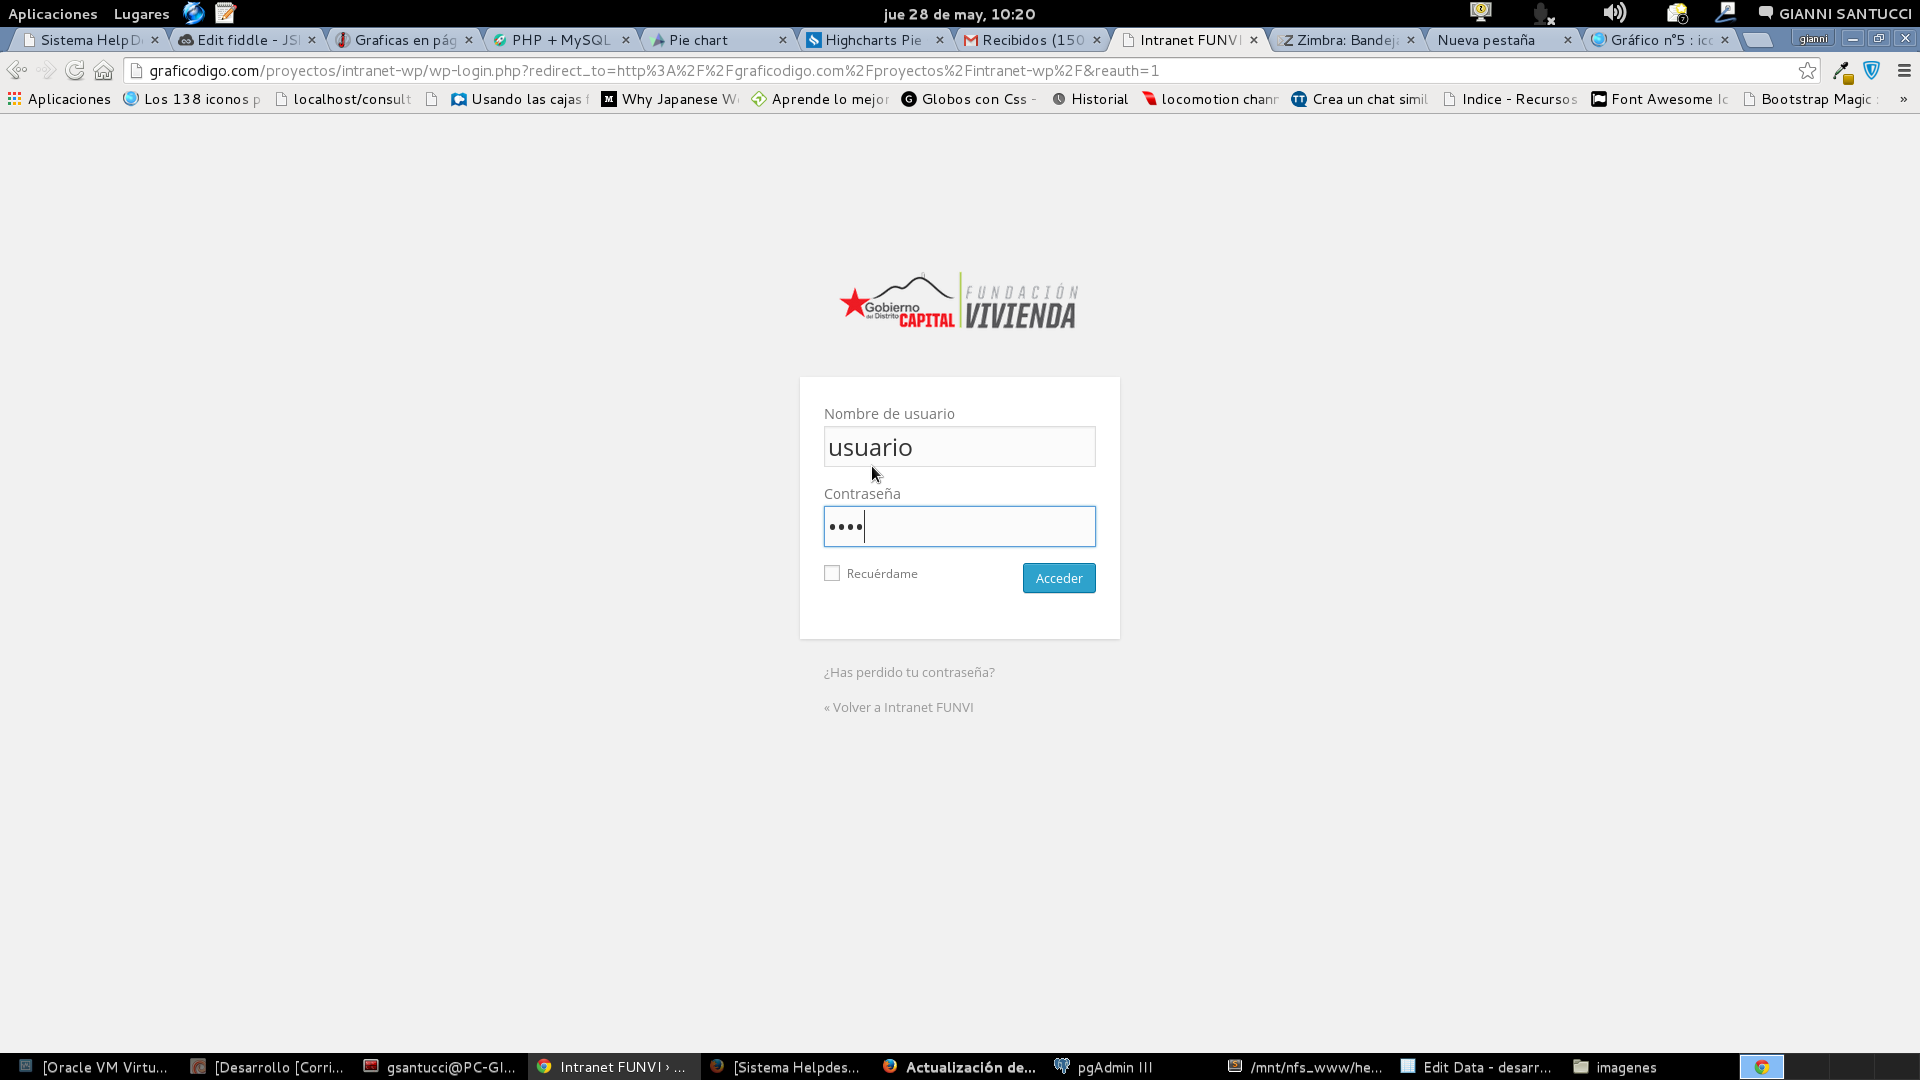 Aplicaciones Lugares jue 28 de may, 10:20 GIANNI SANTUCCI
Sistema HelpD Edit fiddle - JS Graficas en pág PHP + MySQL Pie chart Highcharts Pie Recibidos (150 Intranet FUNVI Zimbra: Bandej Nueva pestaña Gráfico n°5 : ic gianni
graficodigo.com/proyectos/intranet-wp/wp-login.php?redirect_to=http%3A%2F%2Fgraficodigo.com%2Fproyectos%2Fintranet-wp%2F&reauth=1
Aplicaciones Los 138 iconos p localhost/consult Usando las cajas Why Japanese W Aprende lo mejor Globos con Css - Historial locomotion chann Crea un chat simil Indice - Recursos Font Awesome Ic Bootstrap Magic »
Gobierno del Distrito CAPITAL
FUNDACIÓN VIVIENDA
Nombre de usuario
usuario
Contraseña
••••
Recuérdame Acceder
¿Has perdido tu contraseña?
« Volver a Intranet FUNVI
[Oracle VM Virtu... [Desarrollo [Corri... gsantucci@PC-GI... Intranet FUNVI › ... [Sistema Helpdes... Actualización de... pgAdmin III /mnt/nfs_www/he... Edit Data - desarr... imagenes